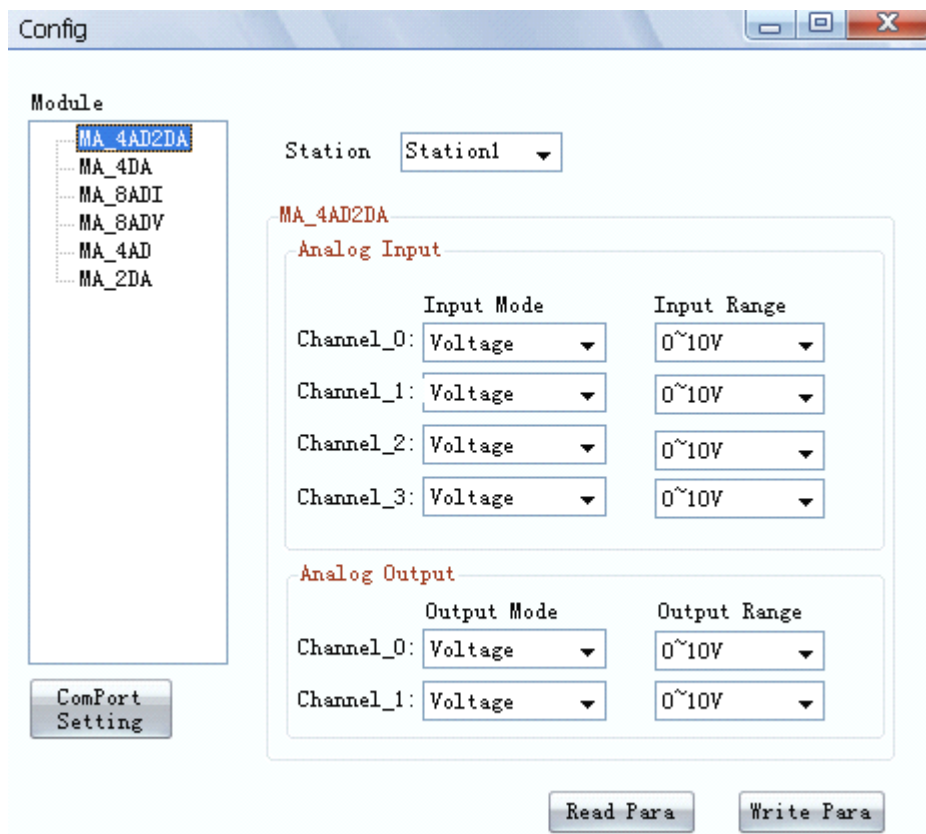 Config
Module
MA_4AD2DA
MA_4DA
MA_8ADI
MA_8ADV
MA_4AD
MA_2DA
ComPort
Setting
Station Station1
MA_4AD2DA
Analog Input
Input Mode Input Range
Channel_0: Voltage 0~10V
Channel_1: Voltage 0~10V
Channel_2: Voltage 0~10V
Channel_3: Voltage 0~10V
Analog Output
Output Mode Output Range
Channel_0: Voltage 0~10V
Channel_1: Voltage 0~10V
Read Para Write Para